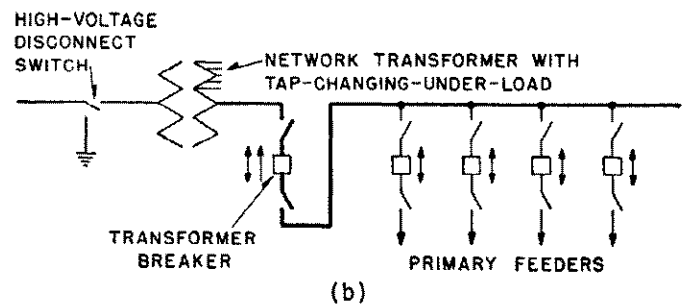 HIGH-VOLTAGE
DISCONNECT
SWITCH
NETWORK TRANSFORMER WITH
TAP-CHANGING-UNDER-LOAD
TRANSFORMER
BREAKER
PRIMARY FEEDERS
(b)